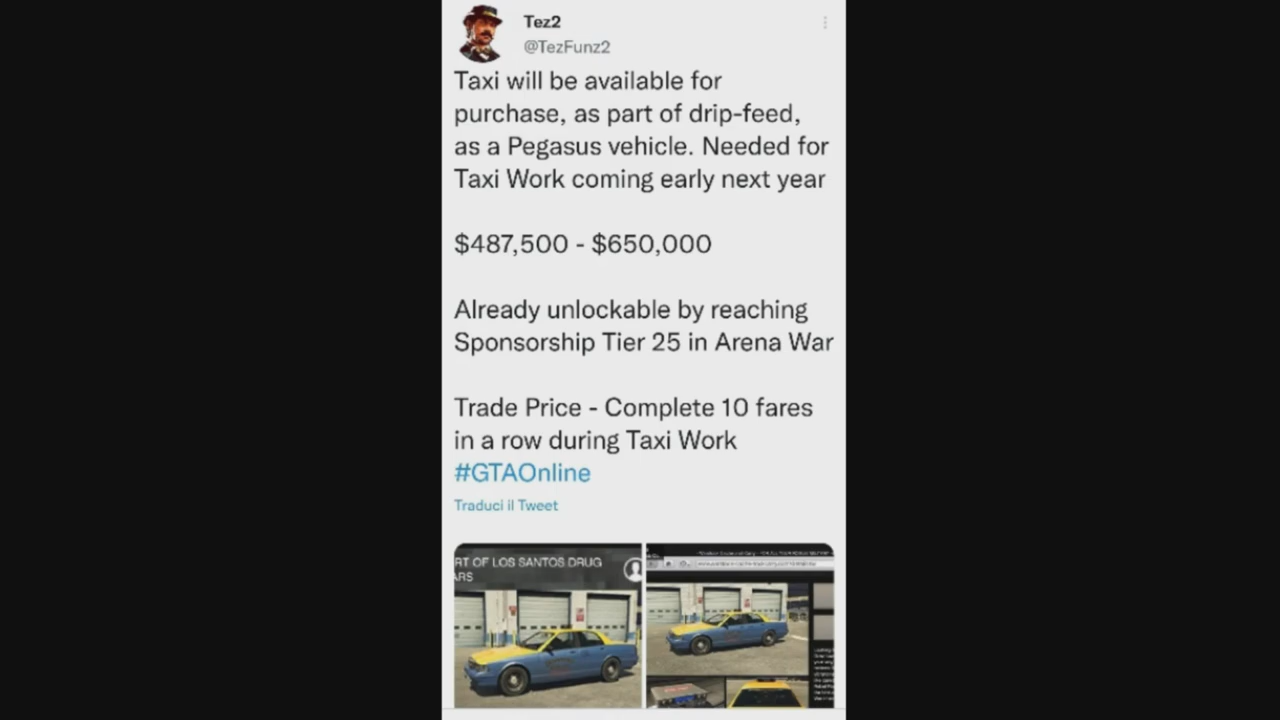 Tez2
@TezFunz2
Taxi will be available for
purchase, as part of drip-feed,
as a Pegasus vehicle. Needed for
Taxi Work coming early next year
$487,500 - $650,000
Already unlockable by reaching
Sponsorship Tier 25 in Arena War
Trade Price - Complete 10 fares
in a row during Taxi Work
#GTAOnline
Traduci il Tweet
RT OF LOS SANTOS DRUG
ARS